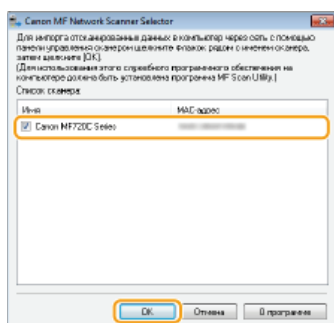 Canon MF Network Scanner Selector
Для импорта отсканированных данных в компьютер через сеть с помощью
панели управления сканером щелкните флажок рядом с именем сканера,
затем щелкните [OK].
(Для использования этого служебного программного обеспечения на
компьютере должна быть установлена программа MF Scan Utility.)
Список сканера:
Имя MAC-адрес
Canon MF720C Series
OK Отмена О программе